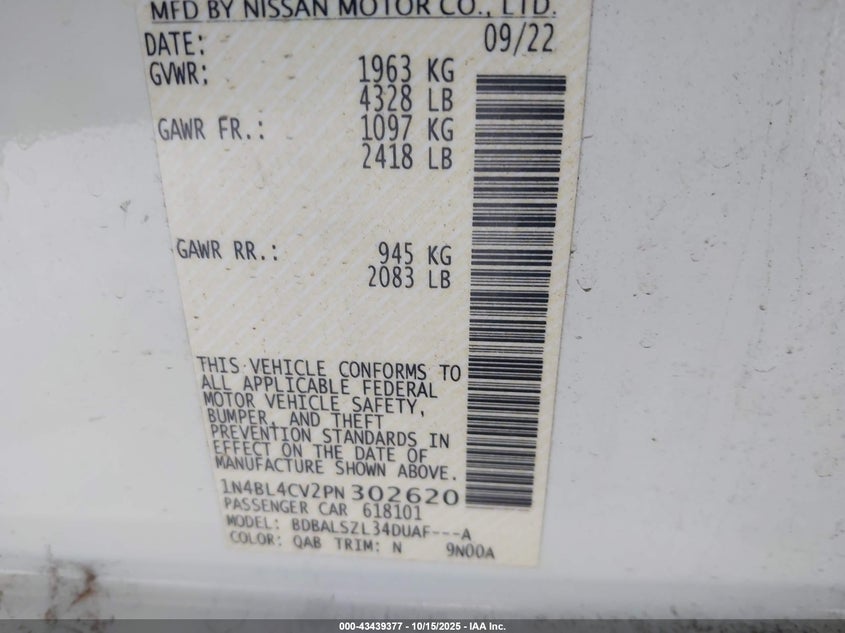 MFD BY NISSAN MOTOR CO., LTD.
DATE: 09/22
GVWR: 1963 KG
4328 LB
GAWR FR.: 1097 KG
2418 LB
GAWR RR.: 945 KG
2083 LB
THIS VEHICLE CONFORMS TO
ALL APPLICABLE FEDERAL
MOTOR VEHICLE SAFETY,
BUMPER, AND THEFT
PREVENTION STANDARDS IN
EFFECT ON THE DATE OF
MANUFACTURE SHOWN ABOVE.
1N4BL4CV2PN302620
PASSENGER CAR 618101
MODEL: BDBALSZL34DUAF---A
COLOR: QAB TRIM: N 9N00A
000-43439377 - 10/15/2025 - IAA Inc.